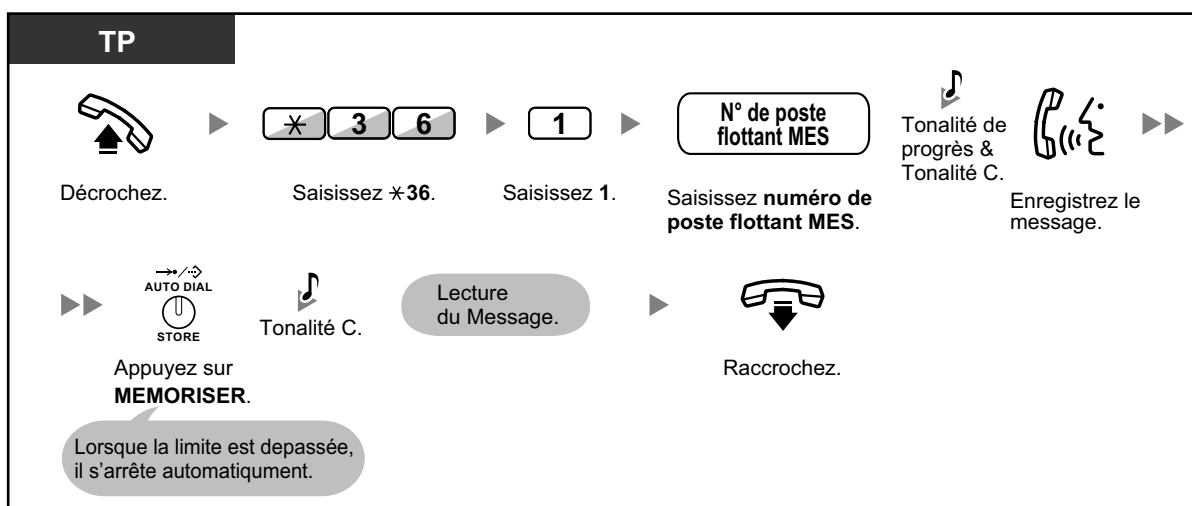 TP
✳ 3 6
1
N° de poste
flottant MES
Tonalité de
progrès &
Tonalité C.
Décrochez.
Saisissez ✳36.
Saisissez 1.
Saisissez numéro de
poste flottant MES.
Enregistrez le
message.
AUTO DIAL
STORE
Tonalité C.
Lecture
du Message.
Appuyez sur
MEMORISER.
Raccrochez.
Lorsque la limite est depassée,
il s’arrête automatiqument.